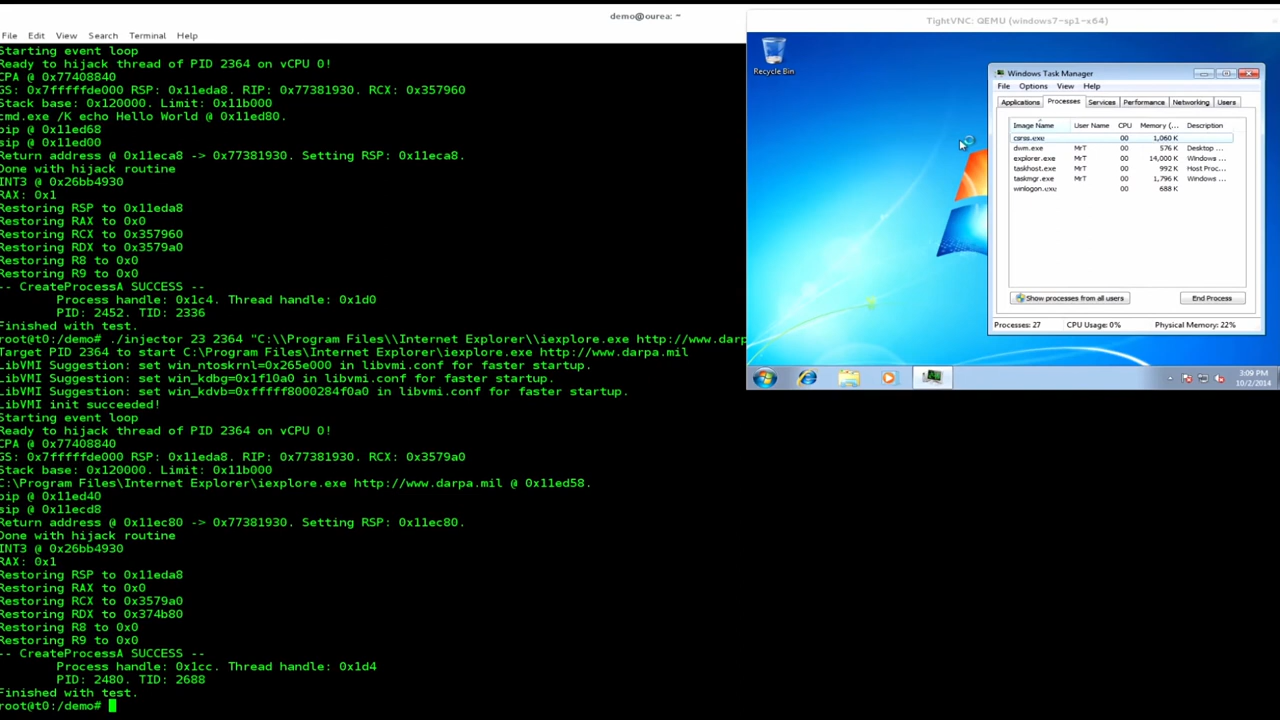 demo@ourea: ~
File Edit View Search Terminal Help
Starting event loop
Ready to hijack thread of PID 2364 on vCPU 0!
CPA @ 0x77408840
GS: 0x7fffffde000 RSP: 0x11eda8. RIP: 0x77381930. RCX: 0x357960
Stack base: 0x120000. Limit: 0x11b000
cmd.exe /K echo Hello World @ 0x11ed80.
pip @ 0x11ed68
sip @ 0x11ed00
Return address @ 0x11eca8 -> 0x77381930. Setting RSP: 0x11eca8.
Done with hijack routine
INT3 @ 0x26bb4930
RAX: 0x1
Restoring RSP to 0x11eda8
Restoring RAX to 0x0
Restoring RCX to 0x357960
Restoring RDX to 0x3579a0
Restoring R8 to 0x0
Restoring R9 to 0x0
-- CreateProcessA SUCCESS --
Process handle: 0x1c4. Thread handle: 0x1d0
PID: 2452. TID: 2336
Finished with test.
root@t0:/demo# ./injector 23 2364 "C:\\Program Files\\Internet Explorer\\iexplore.exe http://www.darp
Target PID 2364 to start C:\Program Files\Internet Explorer\iexplore.exe http://www.darpa.mil
LibVMI Suggestion: set win_ntoskrnl=0x265e000 in libvmi.conf for faster startup.
LibVMI Suggestion: set win_kdbg=0x1f10a0 in libvmi.conf for faster startup.
LibVMI Suggestion: set win_kdvb=0xfffff8000284f0a0 in libvmi.conf for faster startup.
LibVMI init succeeded!
Starting event loop
Ready to hijack thread of PID 2364 on vCPU 0!
CPA @ 0x77408840
GS: 0x7fffffde000 RSP: 0x11eda8. RIP: 0x77381930. RCX: 0x3579a0
Stack base: 0x120000. Limit: 0x11b000
C:\Program Files\Internet Explorer\iexplore.exe http://www.darpa.mil @ 0x11ed58.
pip @ 0x11ed40
sip @ 0x11ecd8
Return address @ 0x11ec80 -> 0x77381930. Setting RSP: 0x11ec80.
Done with hijack routine
INT3 @ 0x26bb4930
RAX: 0x1
Restoring RSP to 0x11eda8
Restoring RAX to 0x0
Restoring RCX to 0x3579a0
Restoring RDX to 0x374b80
Restoring R8 to 0x0
Restoring R9 to 0x0
-- CreateProcessA SUCCESS --
Process handle: 0x1cc. Thread handle: 0x1d4
PID: 2480. TID: 2688
Finished with test.
root@t0:/demo#
TightVNC: QEMU (windows7-sp1-x64)
Recycle Bin
Windows Task Manager
File Options View Help
Applications Processes Services Performance Networking Users
Image Name User Name CPU Memory (... Description
csrss.exe 00 1,060 K
dwm.exe MrT 00 576 K Desktop ...
explorer.exe MrT 00 14,000 K Windows ...
taskhost.exe MrT 00 992 K Host Proc...
taskmgr.exe MrT 00 1,796 K Windows ...
winlogon.exe 00 688 K
Show processes from all users End Process
Processes: 27 CPU Usage: 0% Physical Memory: 22%
3:09 PM
10/2/2014